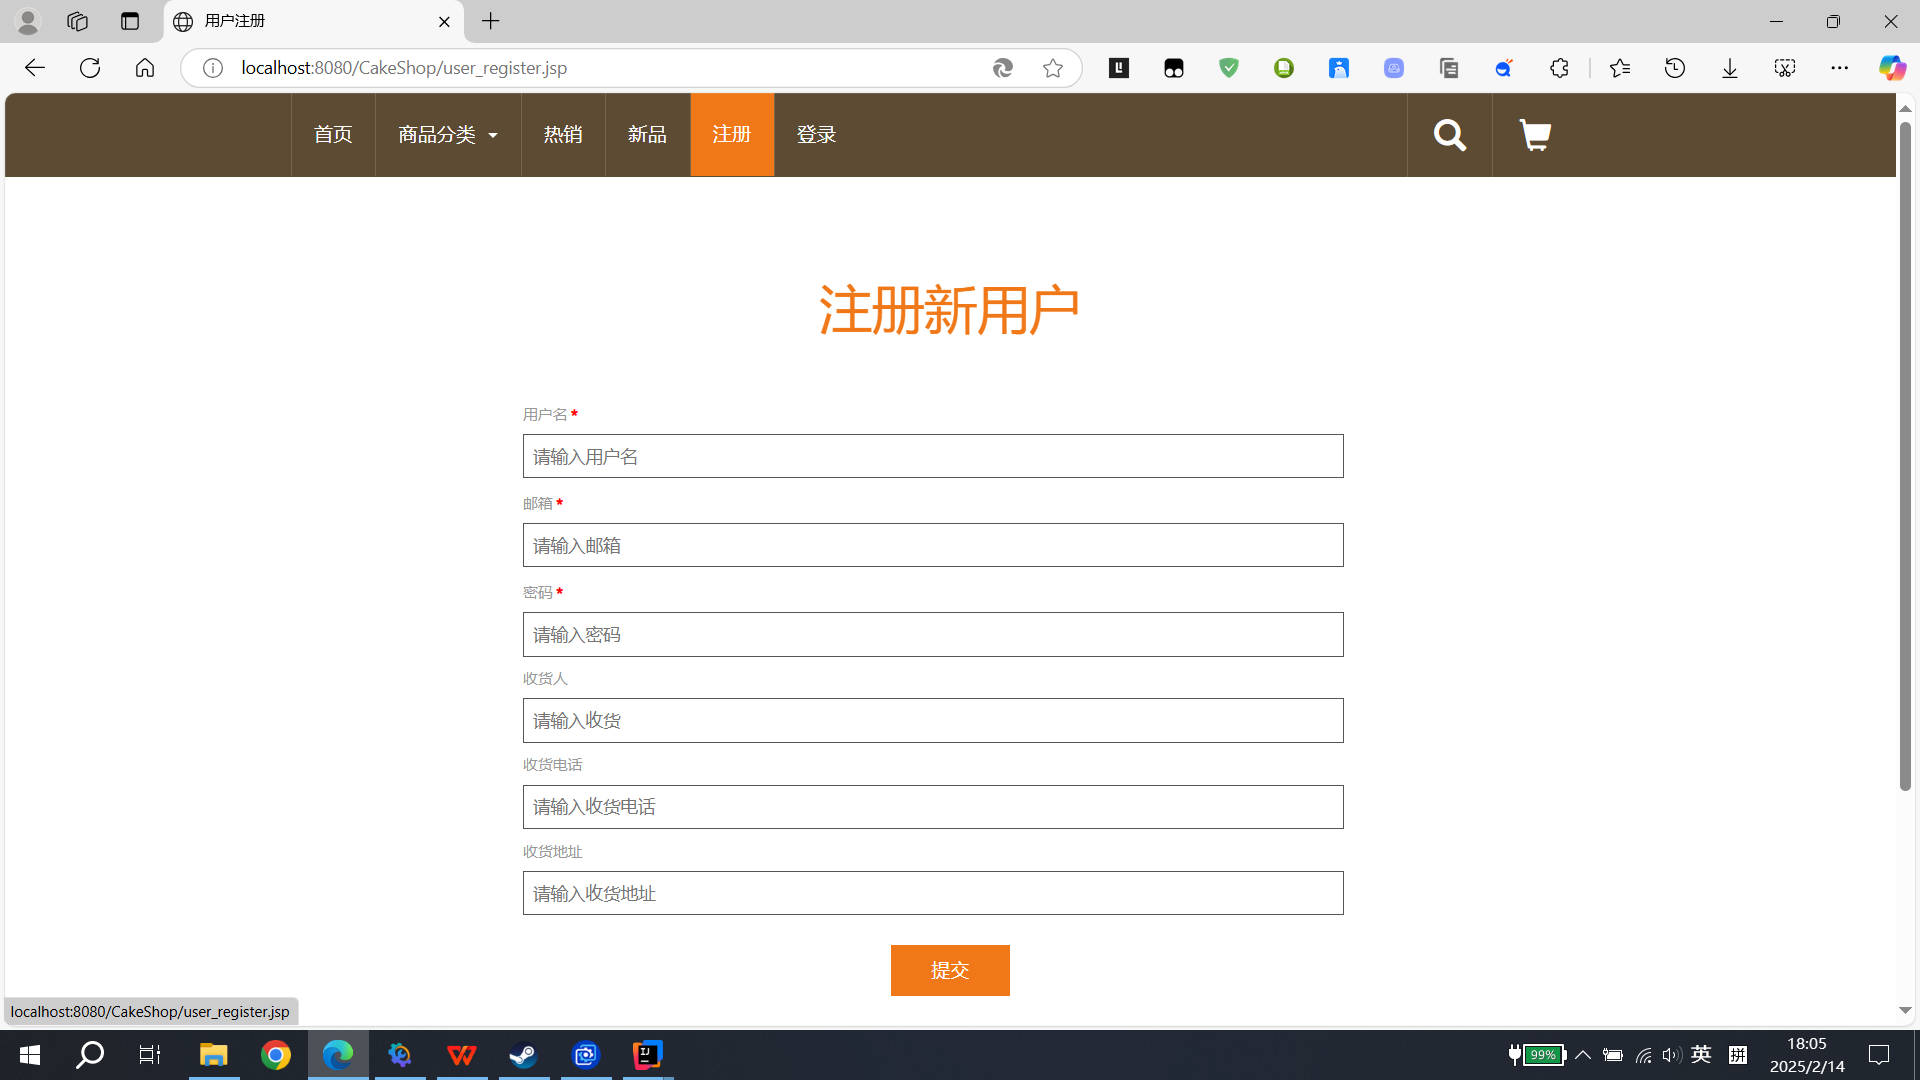 用户注册
localhost:8080/CakeShop/user_register.jsp
首页 商品分类 热销 新品 注册 登录
注册新用户
用户名 *
请输入用户名
邮箱 *
请输入邮箱
密码 *
请输入密码
收货人
请输入收货
收货电话
请输入收货电话
收货地址
请输入收货地址
提交
localhost:8080/CakeShop/user_register.jsp
99% 英 拼 18:05
2025/2/14